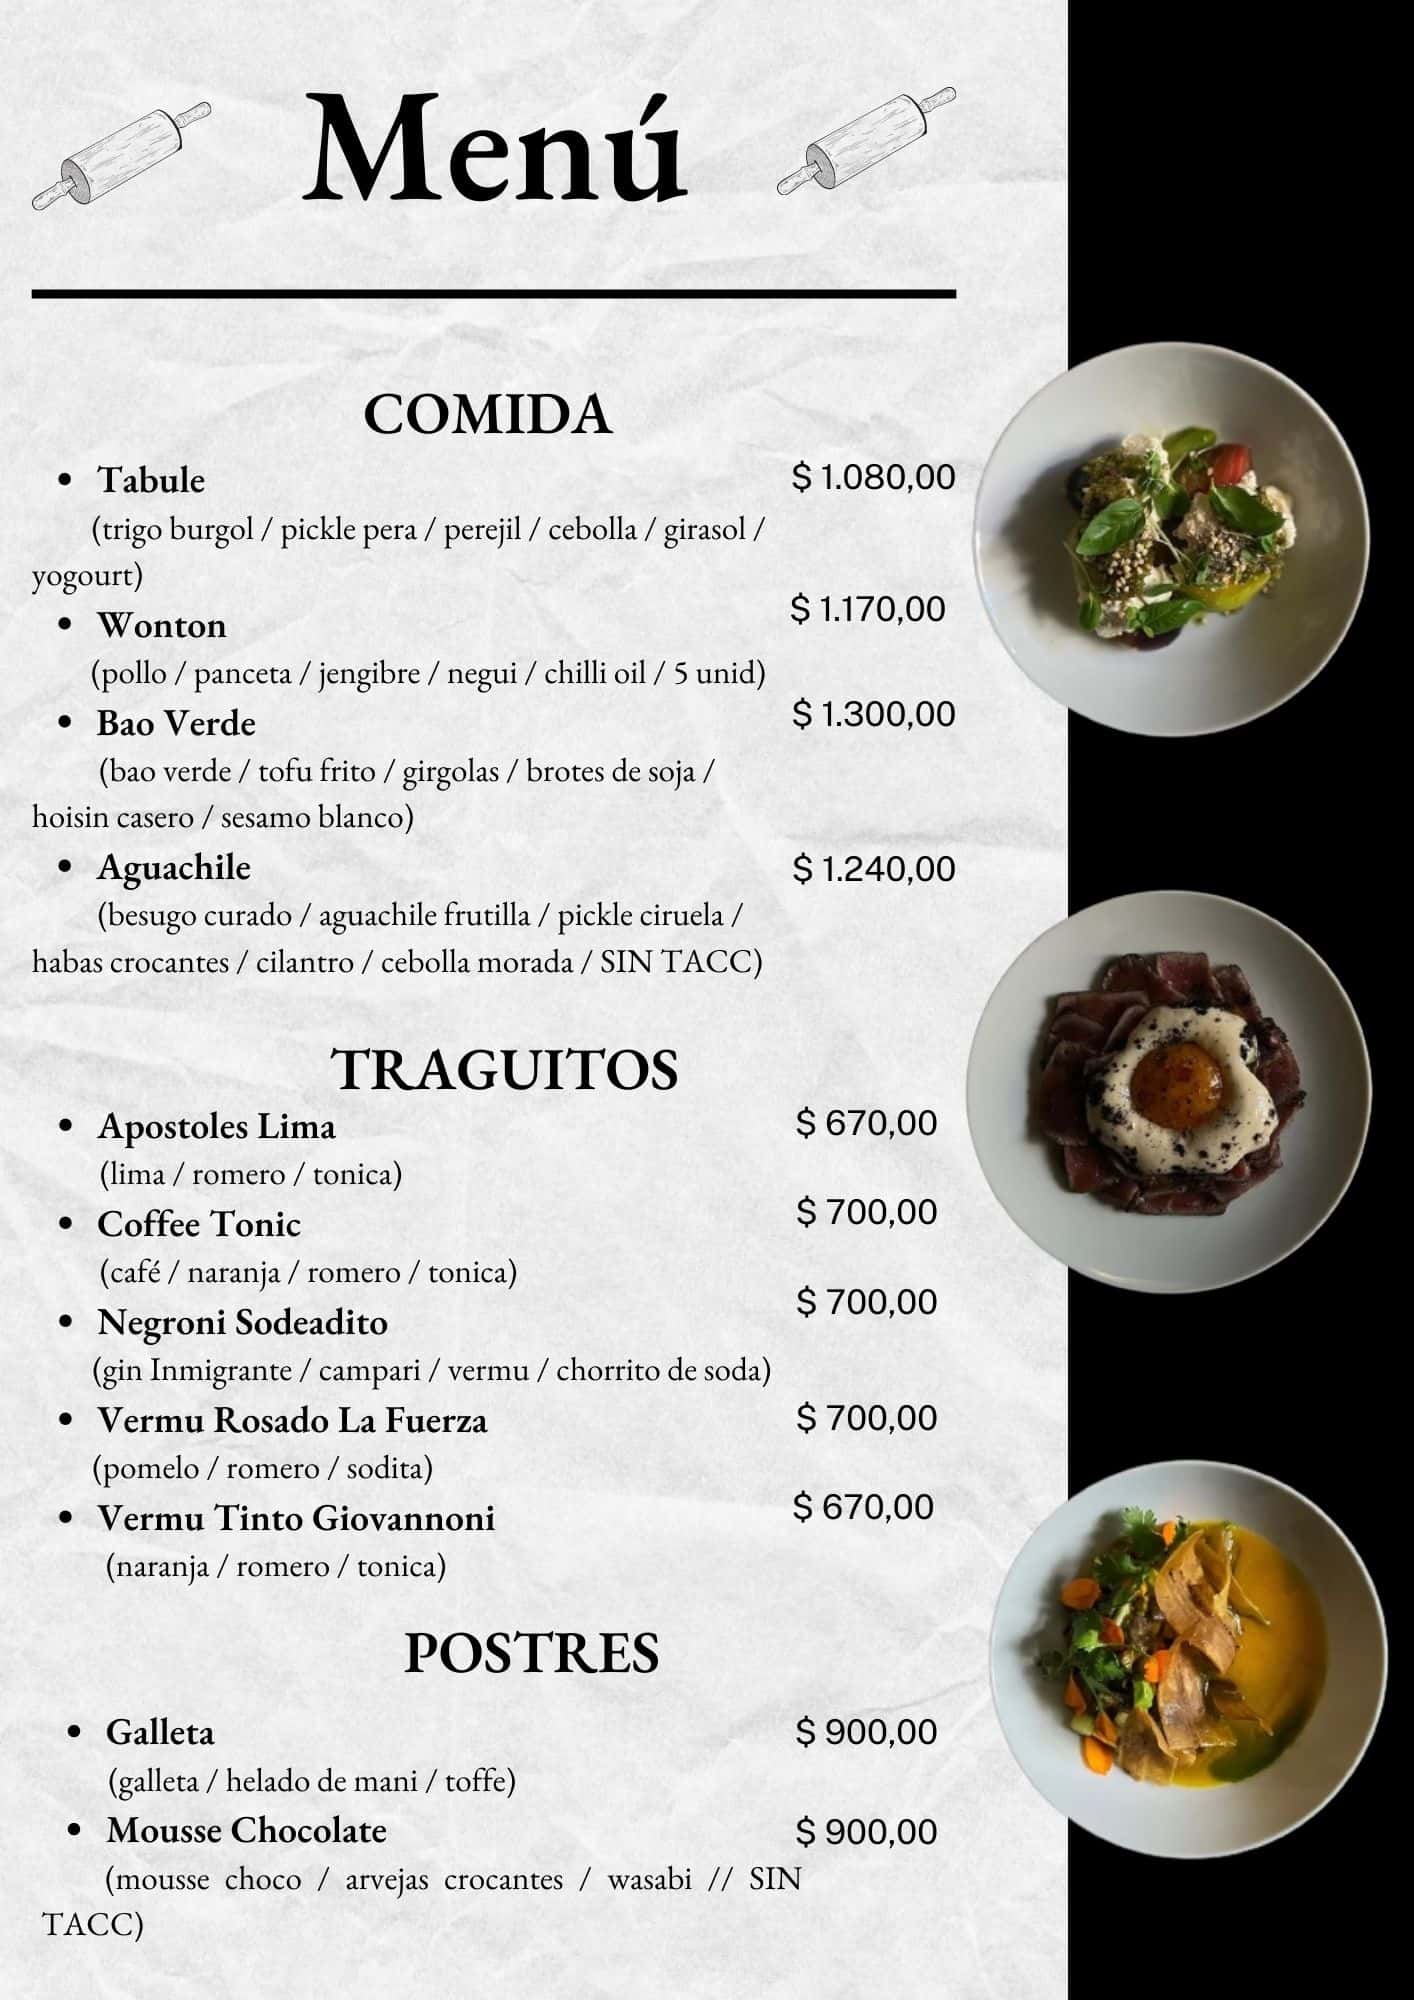 Menú
COMIDA
• Tabule $ 1.080,00
(trigo burgol / pickle pera / perejil / cebolla / girasol /
yogourt)
• Wonton $ 1.170,00
(pollo / panceta / jengibre / negui / chilli oil / 5 unid)
• Bao Verde $ 1.300,00
(bao verde / tofu frito / girgolas / brotes de soja /
hoisin casero / sesamo blanco)
• Aguachile $ 1.240,00
(besugo curado / aguachile frutilla / pickle ciruela /
habas crocantes / cilantro / cebolla morada / SIN TACC)
TRAGUITOS
• Apostoles Lima $ 670,00
(lima / romero / tonica)
• Coffee Tonic $ 700,00
(café / naranja / romero / tonica)
• Negroni Sodeadito $ 700,00
(gin Inmigrante / campari / vermu / chorrito de soda)
• Vermu Rosado La Fuerza $ 700,00
(pomelo / romero / sodita)
• Vermu Tinto Giovannoni $ 670,00
(naranja / romero / tonica)
POSTRES
• Galleta $ 900,00
(galleta / helado de mani / toffe)
• Mousse Chocolate $ 900,00
(mousse choco / arvejas crocantes / wasabi // SIN
TACC)